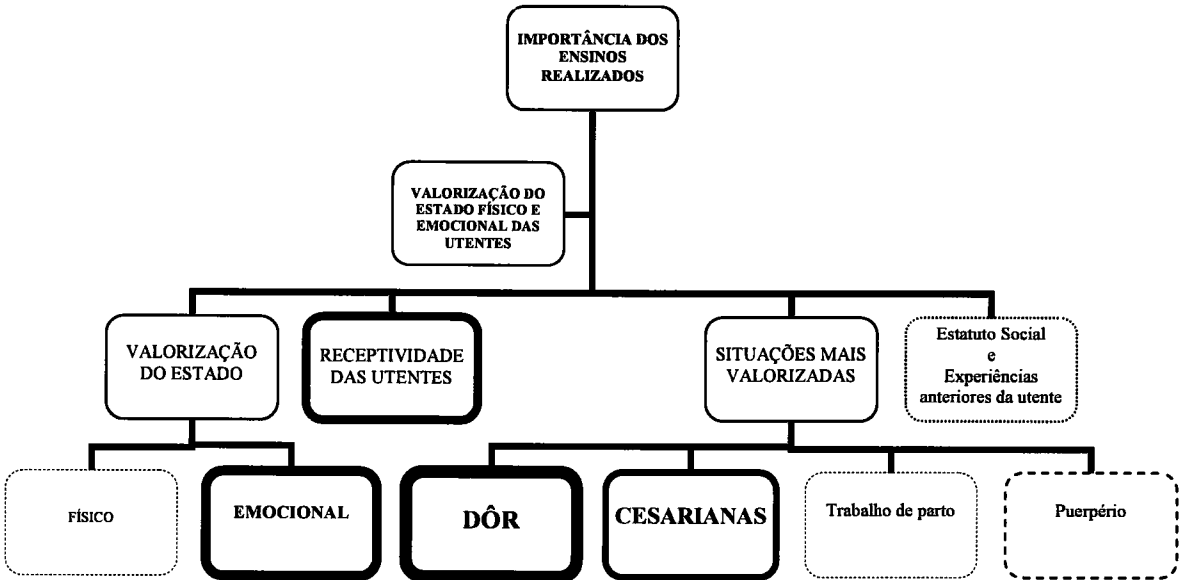 IMPORTÂNCIA DOS
ENSINOS
REALIZADOS
VALORIZAÇÃO DO
ESTADO FÍSICO E
EMOCIONAL DAS
UTENTES
VALORIZAÇÃO
DO ESTADO
RECEPTIVIDADE
DAS UTENTES
SITUAÇÕES MAIS
VALORIZADAS
Estatuto Social
e
Experiências
anteriores da utente
FÍSICO
EMOCIONAL
DÔR
CESARIANAS
Trabalho de parto
Puerpério